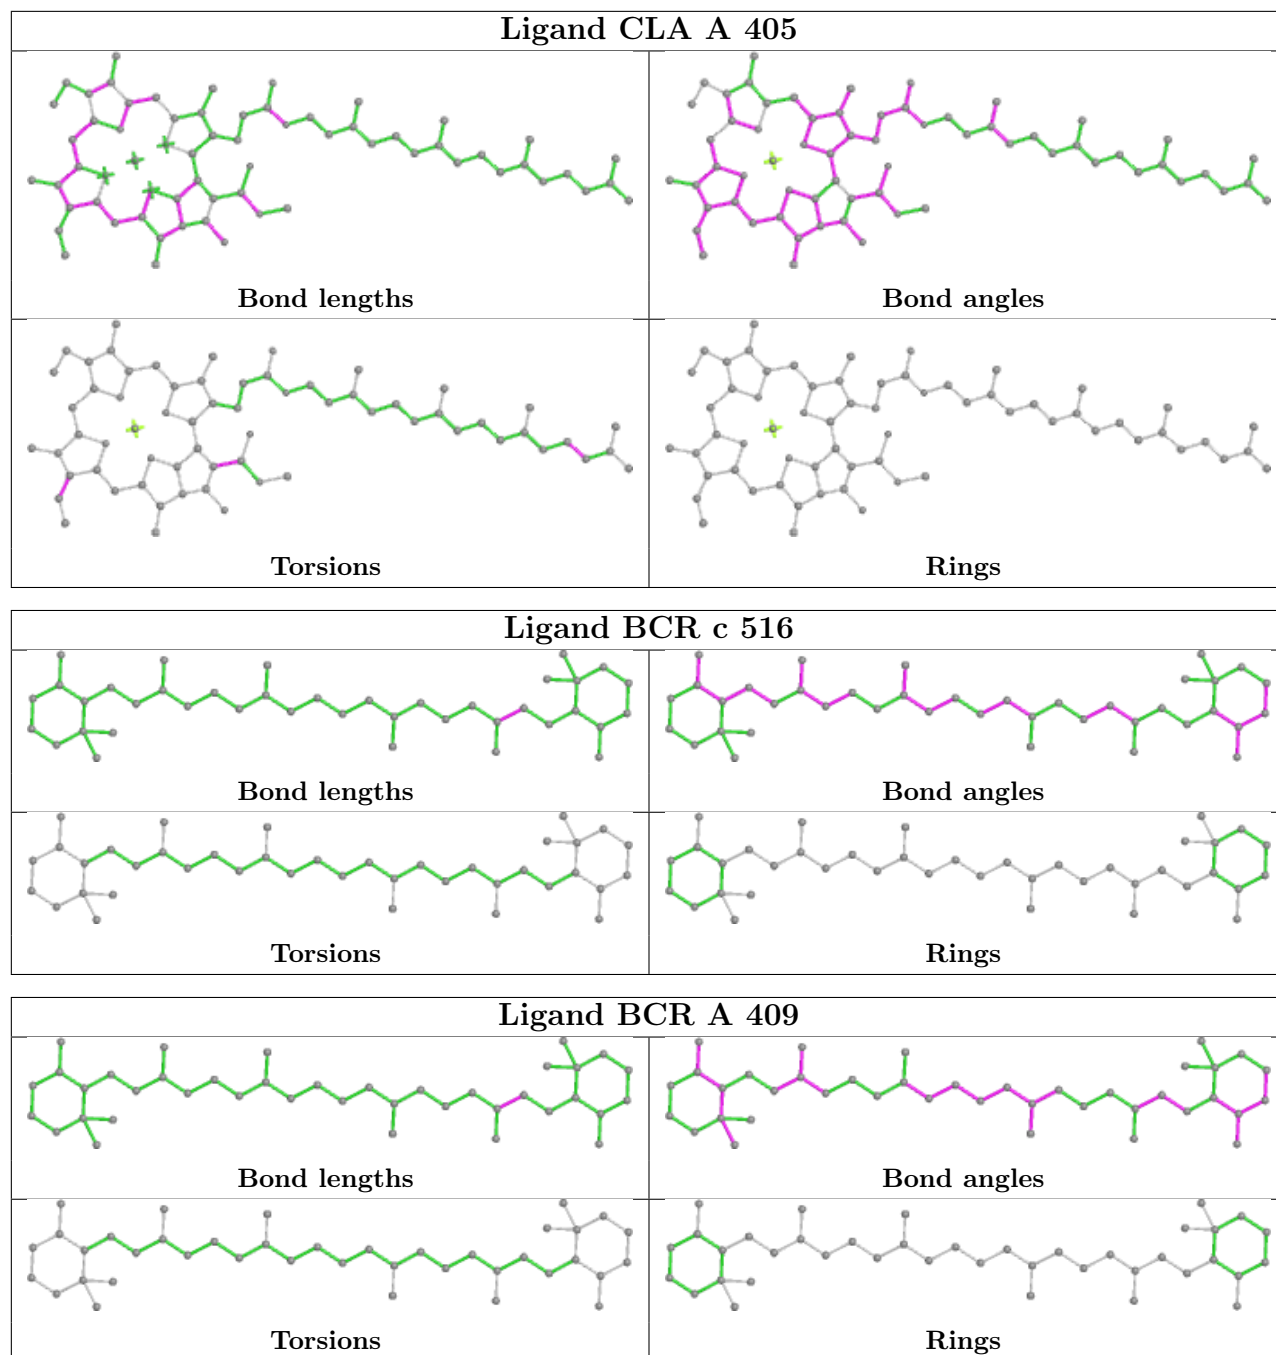 Ligand CLA A 405
Bond lengths
Bond angles
Torsions
Rings
Ligand BCR c 516
Bond lengths
Bond angles
Torsions
Rings
Ligand BCR A 409
Bond lengths
Bond angles
Torsions
Rings